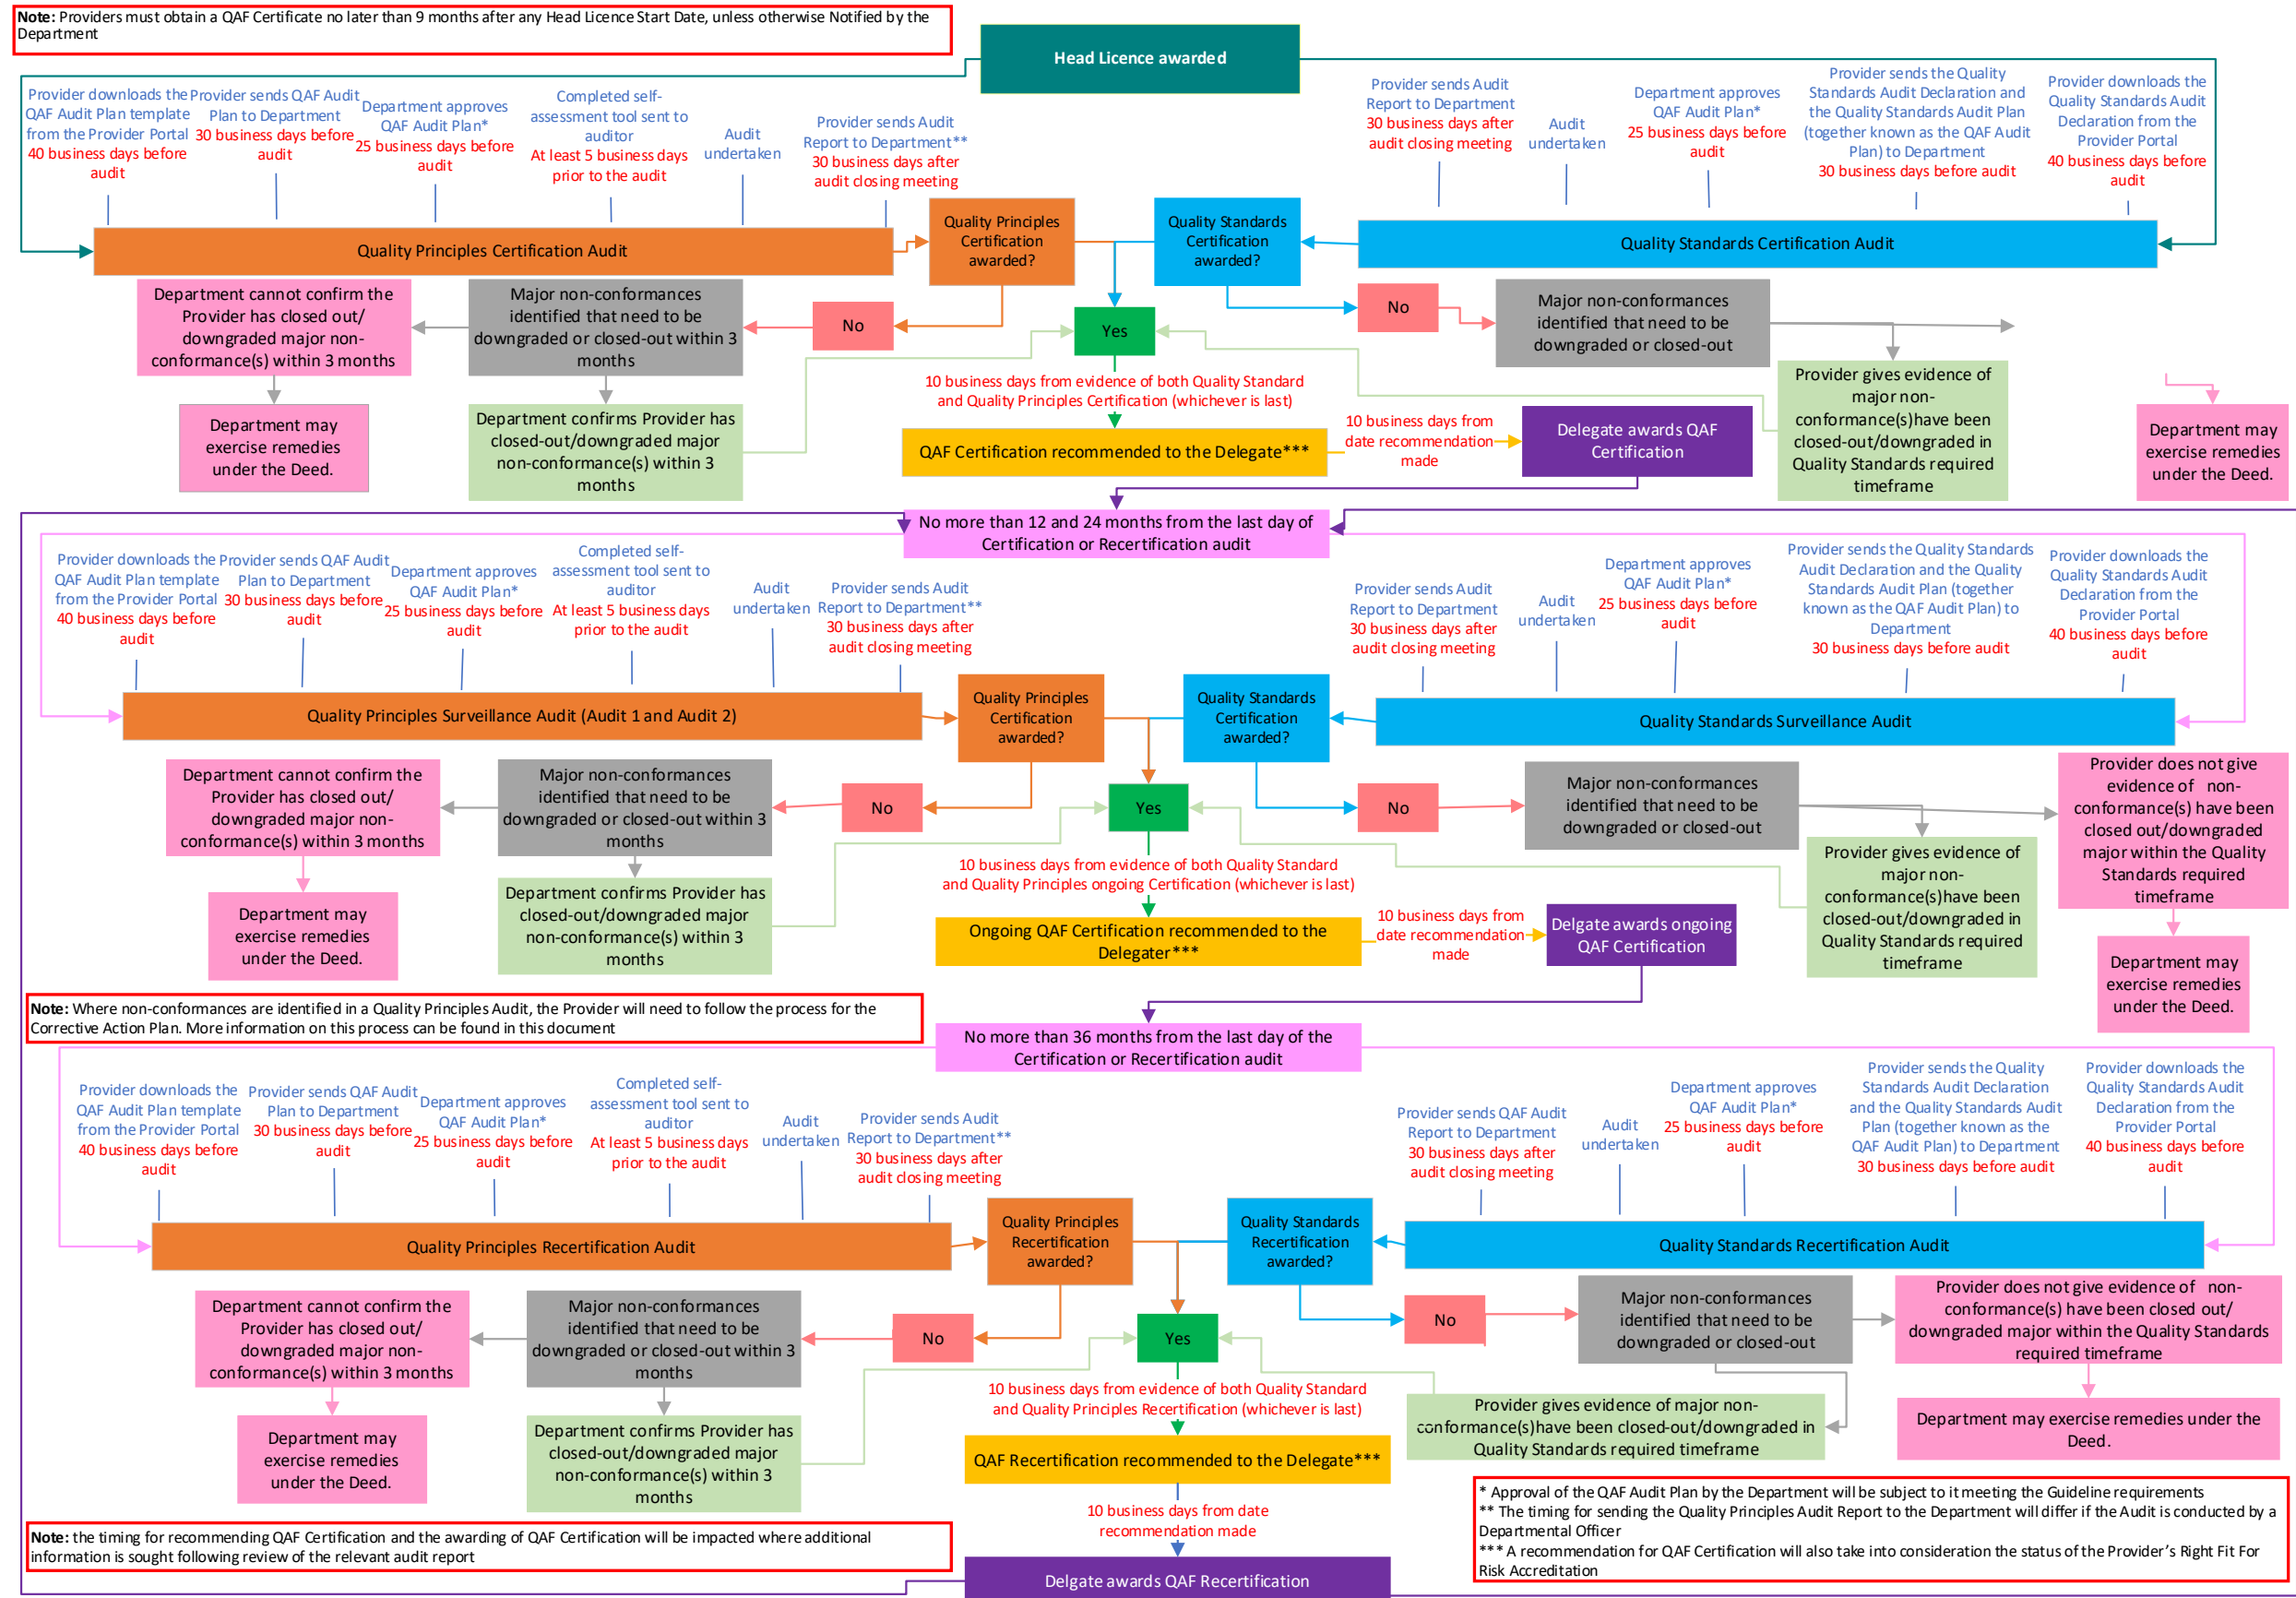 Note: Providers must obtain a QAF Certificate no later than 9 months after any Head Licence Start Date, unless otherwise Notified by the
Department
Head Licence awarded
Provider downloads the
QAF Audit Plan template
from the Provider Portal
40 business days before
audit
Provider sends QAF Audit
Plan to Department
30 business days before
audit
Department approves
QAF Audit Plan*
25 business days before
audit
Completed self-
assessment tool sent to
auditor
At least 5 business days
prior to the audit
Audit
undertaken
Provider sends Audit
Report to Department**
30 business days after
audit closing meeting
Provider sends Audit
Report to Department
30 business days after
audit closing meeting
Audit
undertaken
Department approves
QAF Audit Plan*
25 business days before
audit
Provider sends the Quality
Standards Audit Declaration and
the Quality Standards Audit Plan
(together known as the QAF Audit
Plan) to Department
30 business days before audit
Provider downloads the
Quality Standards Audit
Declaration from the
Provider Portal
40 business days before
audit
Quality Principles Certification Audit
Quality Principles
Certification
awarded?
Quality Standards
Certification
awarded?
Quality Standards Certification Audit
Department cannot confirm the
Provider has closed out/
downgraded major non-
conformance(s) within 3 months
Major non-conformances
identified that need to be
downgraded or closed-out within 3
months
No
Yes
No
Major non-conformances
identified that need to be
downgraded or closed-out
Department may
exercise remedies
under the Deed.
Department confirms Provider has
closed-out/downgraded major
non-conformance(s) within 3
months
10 business days from evidence of both Quality Standard
and Quality Principles Certification (whichever is last)
QAF Certification recommended to the Delegate***
10 business days from
date recommendation
made
Delegate awards QAF
Certification
Provider gives evidence of
major non-
conformance(s)have been
closed-out/downgraded in
Quality Standards required
timeframe
Department may
exercise remedies
under the Deed.
No more than 12 and 24 months from the last day of
Certification or Recertification audit
Provider downloads the
QAF Audit Plan template
from the Provider Portal
40 business days before
audit
Provider sends QAF Audit
Plan to Department
30 business days before
audit
Department approves
QAF Audit Plan*
25 business days before
audit
Completed self-
assessment tool sent to
auditor
At least 5 business days
prior to the audit
Audit
undertaken
Provider sends Audit
Report to Department**
30 business days after
audit closing meeting
Provider sends Audit
Report to Department
30 business days after
audit closing meeting
Audit
undertaken
Department approves
QAF Audit Plan*
25 business days before
audit
Provider sends the Quality Standards
Audit Declaration and the Quality
Standards Audit Plan (together
known as the QAF Audit Plan) to
Department
30 business days before audit
Provider downloads the
Quality Standards Audit
Declaration from the
Provider Portal
40 business days before
audit
Quality Principles Surveillance Audit (Audit 1 and Audit 2)
Quality Principles
Certification
awarded?
Quality Standards
Certification
awarded?
Quality Standards Surveillance Audit
Department cannot confirm the
Provider has closed out/
downgraded major non-
conformance(s) within 3 months
Major non-conformances
identified that need to be
downgraded or closed-out within 3
months
No
Yes
No
Major non-conformances
identified that need to be
downgraded or closed-out
Provider does not give
evidence of non-
conformance(s) have been
closed out/downgraded
major within the Quality
Standards required
timeframe
Department may
exercise remedies
under the Deed.
Department confirms Provider has
closed-out/downgraded major
non-conformance(s) within 3
months
10 business days from evidence of both Quality Standard
and Quality Principles ongoing Certification (whichever is last)
Ongoing QAF Certification recommended to the
Delegater***
10 business days from
date recommendation
made
Delgate awards ongoing
QAF Certification
Provider gives evidence of
major non-
conformance(s)have been
closed-out/downgraded in
Quality Standards required
timeframe
Department may
exercise remedies
under the Deed.
Note: Where non-conformances are identified in a Quality Principles Audit, the Provider will need to follow the process for the
Corrective Action Plan. More information on this process can be found in this document
No more than 36 months from the last day of the
Certification or Recertification audit
Provider downloads the
QAF Audit Plan template
from the Provider Portal
40 business days before
audit
Provider sends QAF Audit
Plan to Department
30 business days before
audit
Department approves
QAF Audit Plan*
25 business days before
audit
Completed self-
assessment tool sent to
auditor
At least 5 business days
prior to the audit
Audit
undertaken
Provider sends Audit
Report to Department**
30 business days after
audit closing meeting
Provider sends QAF Audit
Report to Department
30 business days after
audit closing meeting
Audit
undertaken
Department approves
QAF Audit Plan*
25 business days before
audit
Provider sends the Quality
Standards Audit Declaration
and the Quality Standards Audit
Plan (together known as the
QAF Audit Plan) to Department
30 business days before audit
Provider downloads the
Quality Standards Audit
Declaration from the
Provider Portal
40 business days before
audit
Quality Principles Recertification Audit
Quality Principles
Recertification
awarded?
Quality Standards
Recertification
awarded?
Quality Standards Recertification Audit
Department cannot confirm the
Provider has closed out/
downgraded major non-
conformance(s) within 3 months
Major non-conformances
identified that need to be
downgraded or closed-out within 3
months
No
Yes
No
Major non-conformances
identified that need to be
downgraded or closed-out
Provider does not give evidence of non-
conformance(s) have been closed out/
downgraded major within the Quality Standards
required timeframe
Department may
exercise remedies
under the Deed.
Department confirms Provider has
closed-out/downgraded major
non-conformance(s) within 3
months
10 business days from evidence of both Quality Standard
and Quality Principles Recertification (whichever is last)
QAF Recertification recommended to the Delegate***
Provider gives evidence of major non-
conformance(s)have been closed-out/downgraded in
Quality Standards required timeframe
Department may exercise remedies under the
Deed.
10 business days from date
recommendation made
Delgate awards QAF Recertification
Note: the timing for recommending QAF Certification and the awarding of QAF Certification will be impacted where additional
information is sought following review of the relevant audit report
* Approval of the QAF Audit Plan by the Department will be subject to it meeting the Guideline requirements
** The timing for sending the Quality Principles Audit Report to the Department will differ if the Audit is conducted by a
Departmental Officer
*** A recommendation for QAF Certification will also take into consideration the status of the Provider's Right Fit For
Risk Accreditation